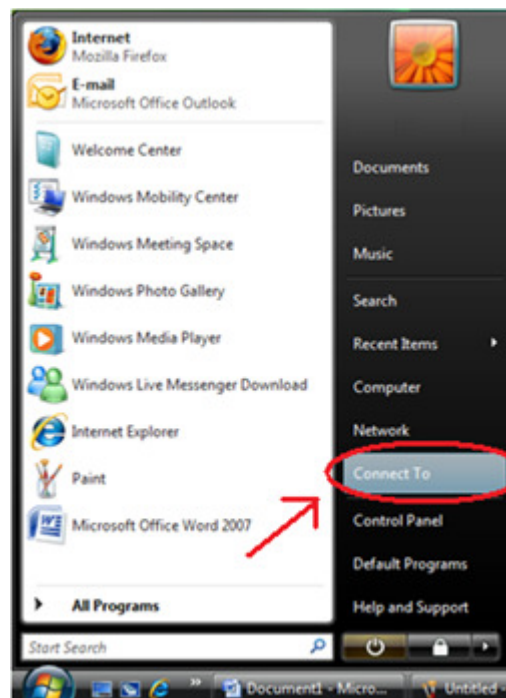 Internet
Mozilla Firefox
E-mail
Microsoft Office Outlook
Welcome Center
Windows Mobility Center
Windows Meeting Space
Windows Photo Gallery
Windows Media Player
Windows Live Messenger Download
Internet Explorer
Paint
Microsoft Office Word 2007
All Programs
Start Search
Documents
Pictures
Music
Search
Recent Items
Computer
Network
Connect To
Control Panel
Default Programs
Help and Support
Document1 - Micro...
Untitled -